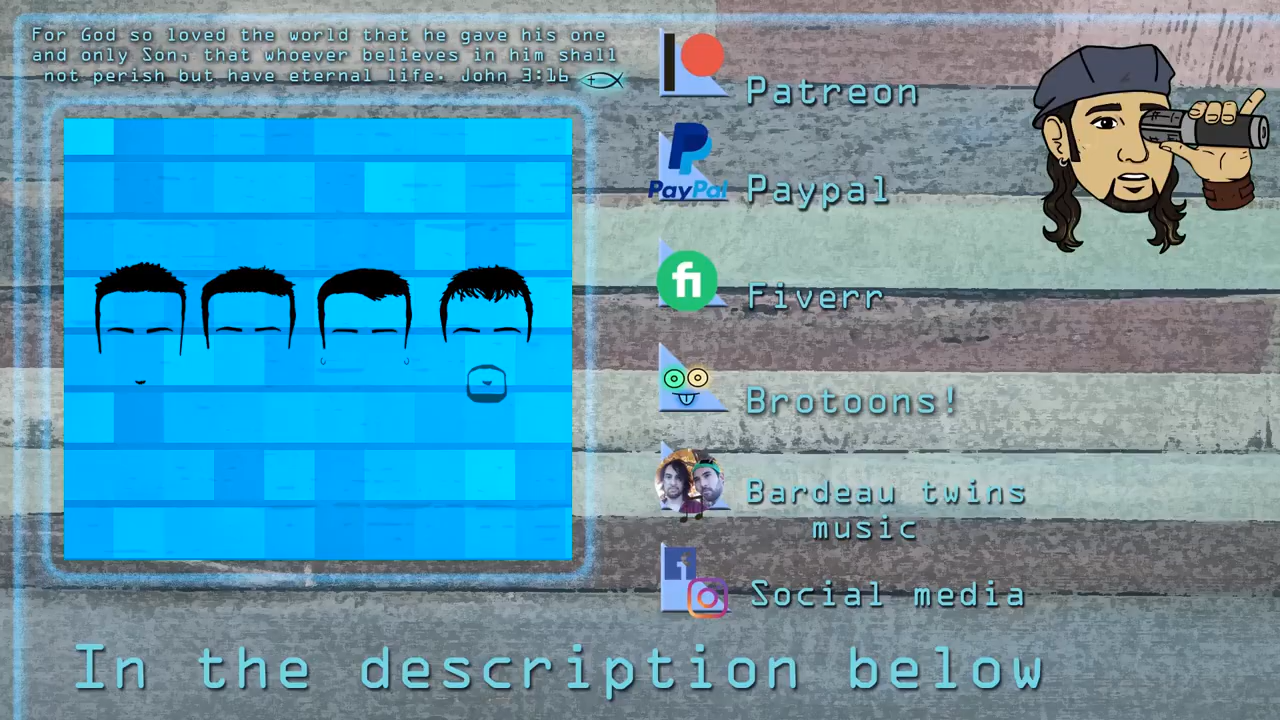 For God so loved the world that he gave his one
and only Son, that whoever believes in him shall
not perish but have eternal life. John 3:16
Patreon
PayPal
Paypal
fi
Fiverr
Brotoons!
Bardeau twins
music
f
Social media
In the description below